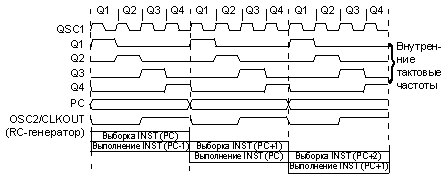 Q1 Q2 Q3 Q4 Q1 Q2 Q3 Q4 Q1 Q2 Q3 Q4
QSC1
Q1
Q2
Q3
Q4
PC
OSC2/CLKOUT
(RC-генератор)
Внутрен-
ние
тактовые
частоты
Выборка INST (PC)
Выполнение INST (PC-1)
Выборка INST (PC+1)
Выполнение INST (PC)
Выборка INST (PC+2)
Выполнение INST (PC+1)